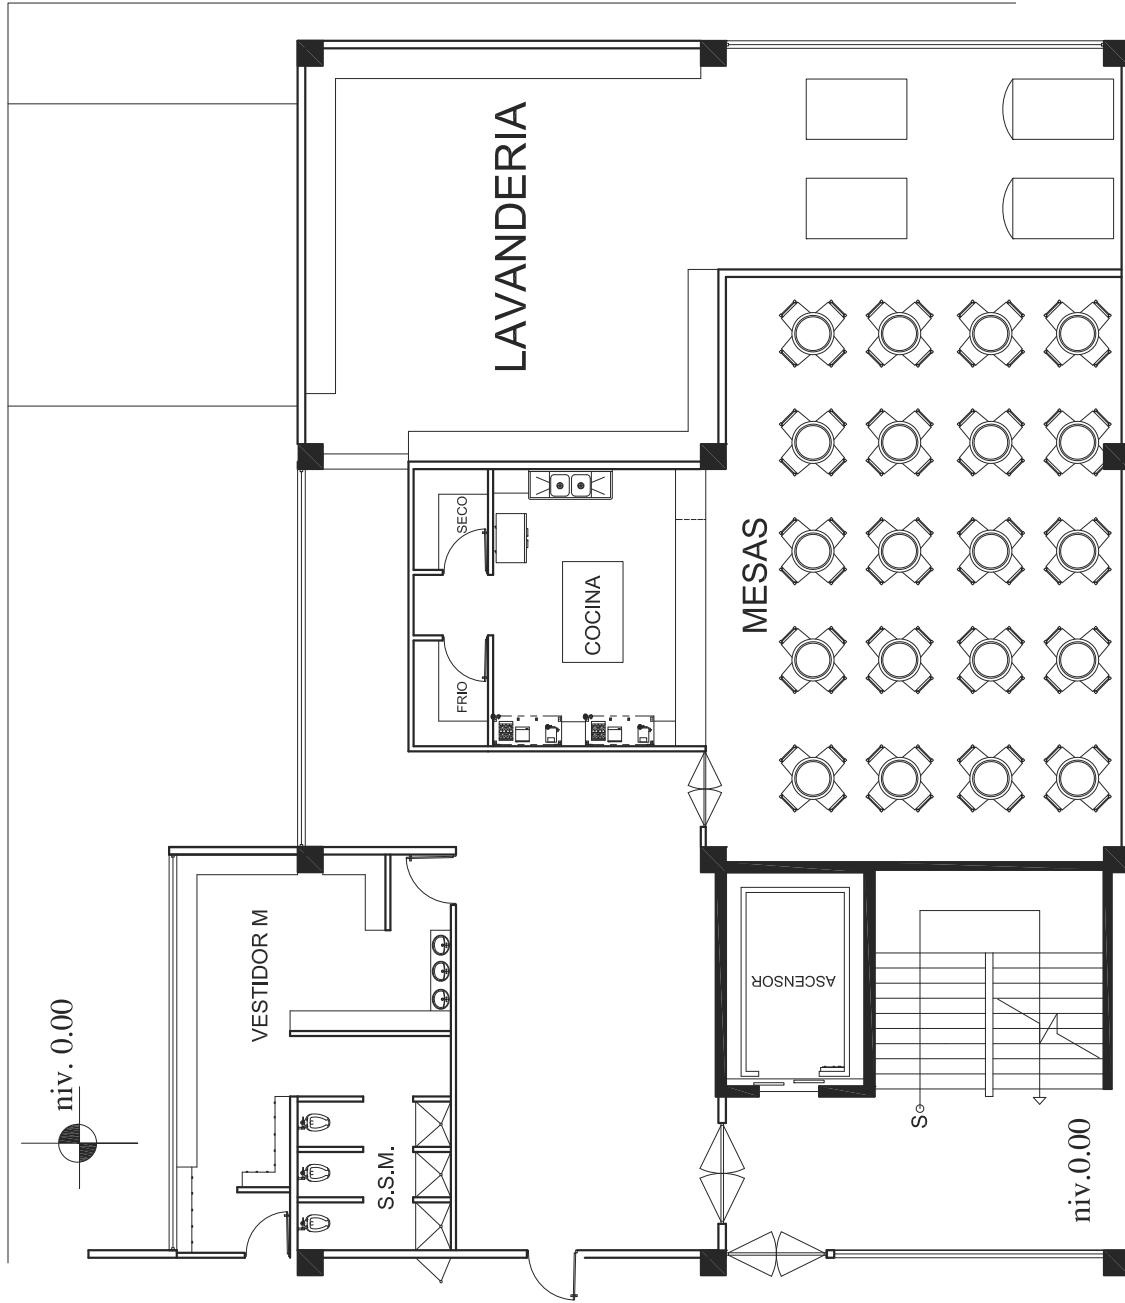 LAVANDERIA
SECO
MESAS
COCINA
FRIO
VESTIDOR M
niv. 0.00
ASCENSOR
S.S.M.
S
niv.0.00